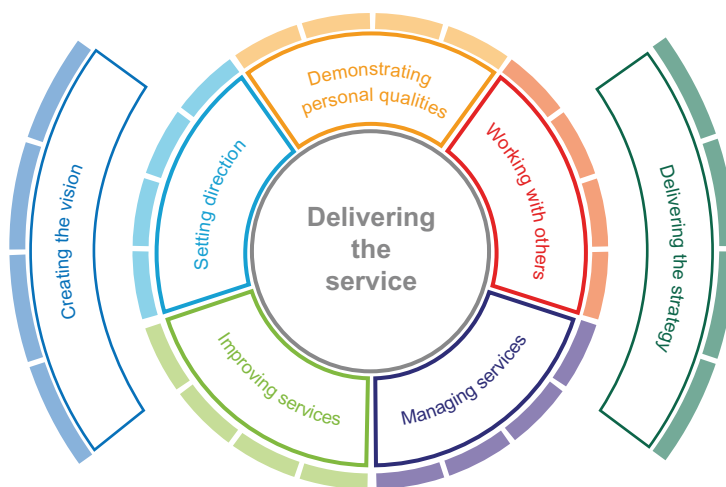 Demonstrating
personal qualities
Working with others
Managing services
Improving services
Setting direction
Delivering
the
service
Creating the vision
Delivering the strategy